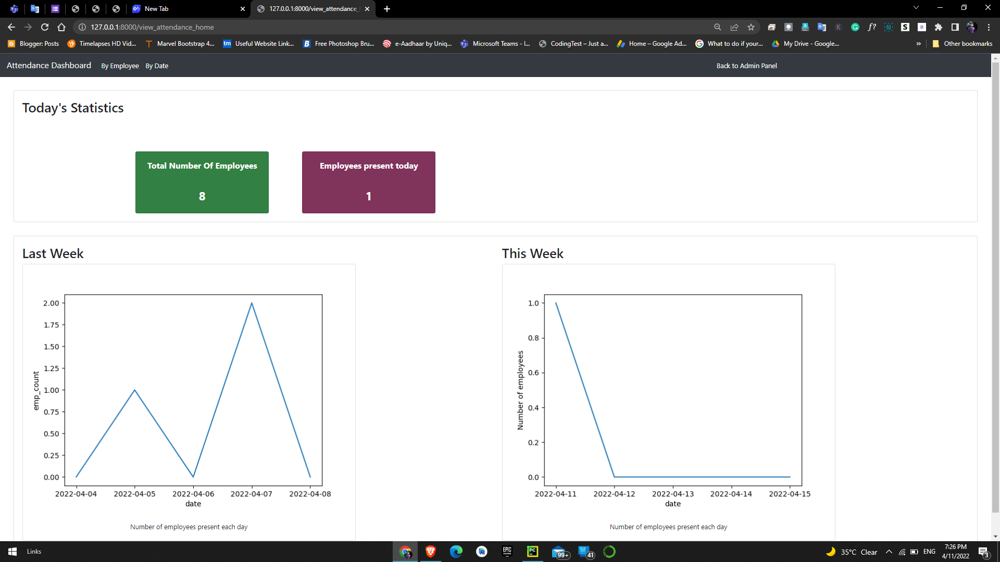 New Tab
127.0.0.1:8000/view_attendance_
127.0.0.1:8000/view_attendance_home
Blogger: Posts
Timelapses HD Vid...
Marvel Bootstrap 4...
Useful Website Link...
Free Photoshop Bru...
e-Aadhaar by Uniq...
Microsoft Teams - I...
CodingTest – Just a...
Home – Google Ad...
What to do if your...
My Drive - Google...
»
Other bookmarks
Attendance Dashboard
By Employee
By Date
Back to Admin Panel
Today's Statistics
Total Number Of Employees
8
Employees present today
1
Last Week
2.00
1.75
1.50
1.25
1.00
0.75
0.50
0.25
0.00
emp_count
2022-04-04 2022-04-05 2022-04-06 2022-04-07 2022-04-08
date
Number of employees present each day
This Week
1.0
0.8
0.6
0.4
0.2
0.0
Number of employees
2022-04-11 2022-04-12 2022-04-13 2022-04-14 2022-04-15
date
Number of employees present each day
Links
EPIC GAMES
PC
99+
41
35°C Clear
ENG
7:26 PM
4/11/2022
3